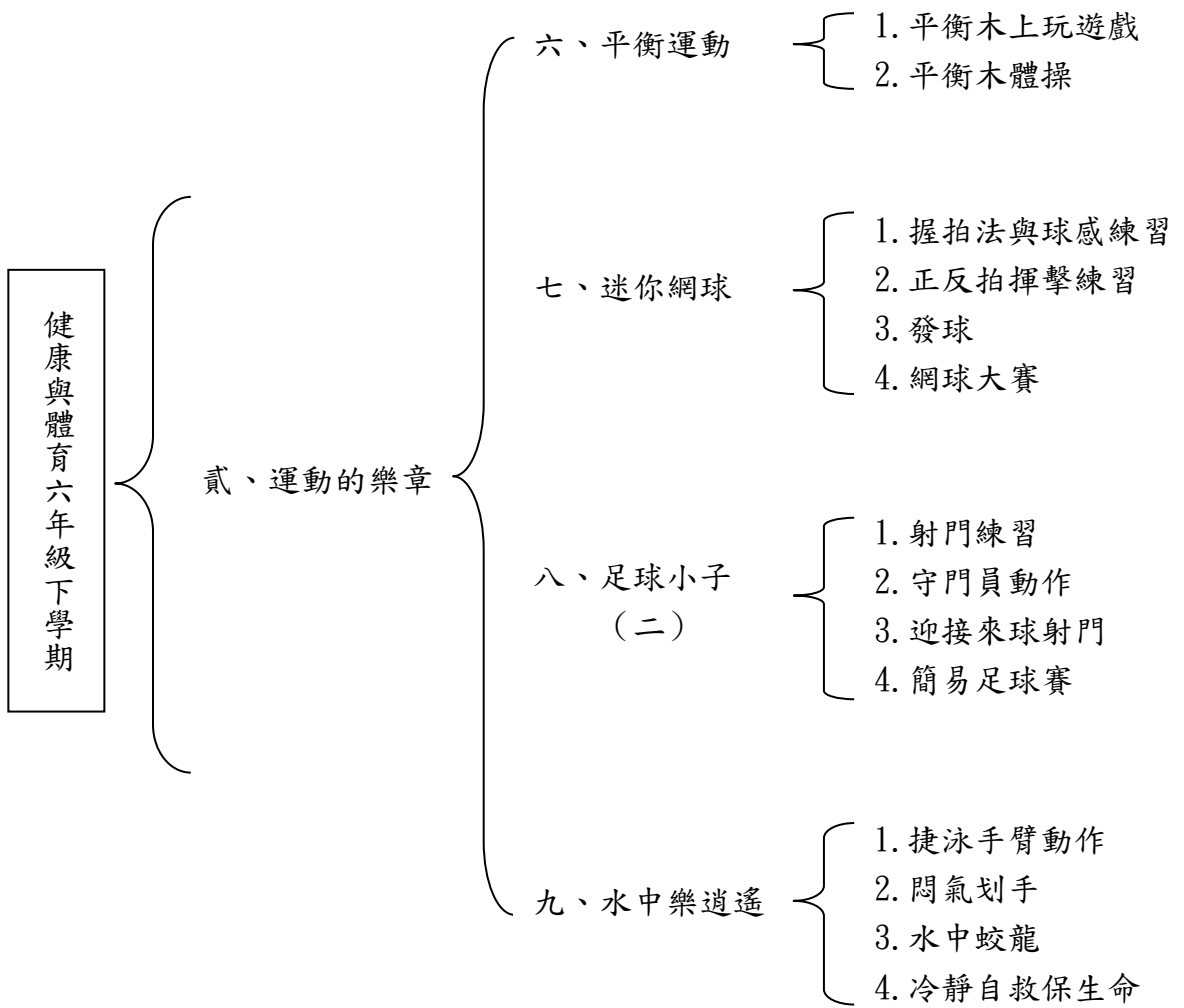 健康與體育六年級下學期
貳、運動的樂章
六、平衡運動
1.平衡木上玩遊戲
2.平衡木體操
七、迷你網球
1.握拍法與球感練習
2.正反拍揮擊練習
3.發球
4.網球大賽
八、足球小子
（二）
1.射門練習
2.守門員動作
3.迎接來球射門
4.簡易足球賽
九、水中樂逍遙
1.捷泳手臂動作
2.悶氣划手
3.水中蛟龍
4.冷靜自救保生命